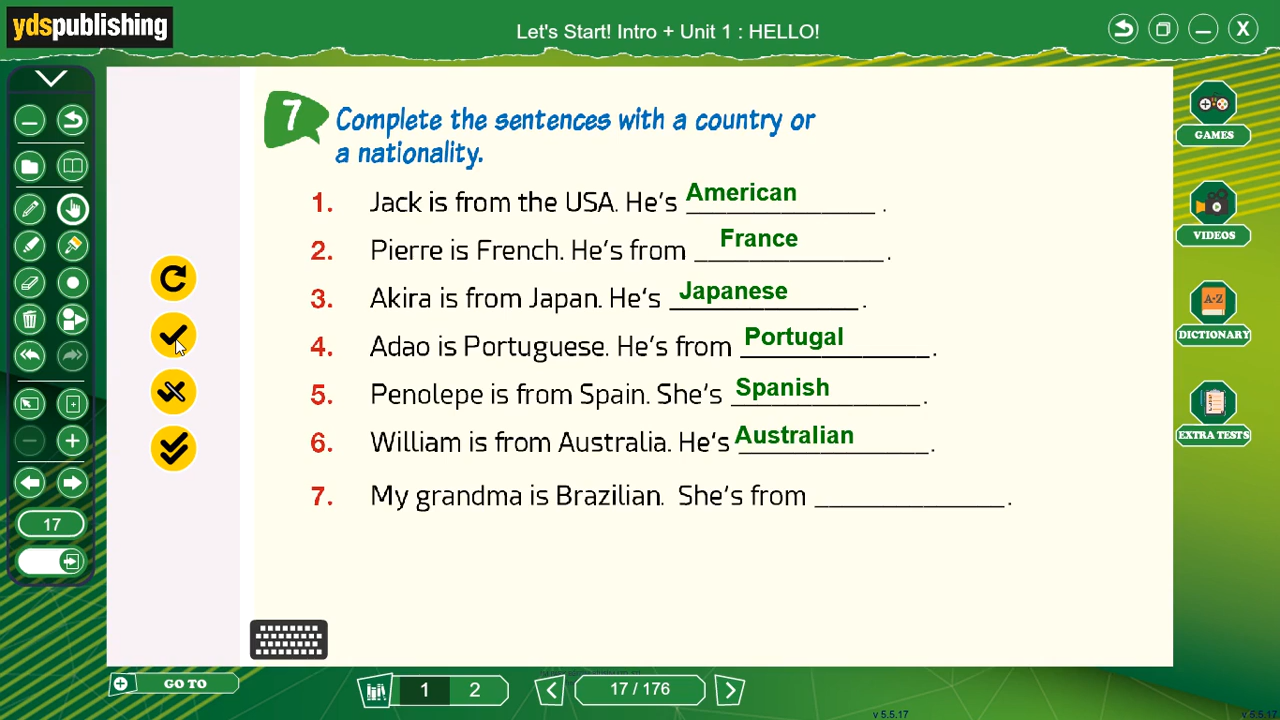 ydspublishing
Let's Start! Intro + Unit 1 : HELLO!
X
7
Complete the sentences with a country or
a nationality.
1. Jack is from the USA. He's American .
2. Pierre is French. He's from France .
3. Akira is from Japan. He's Japanese .
4. Adao is Portuguese. He's from Portugal .
5. Penolepe is from Spain. She's Spanish .
6. William is from Australia. He's Australian .
7. My grandma is Brazilian. She's from ______________ .
GAMES
VIDEOS
A-Z
DICTIONARY
EXTRA TESTS
17
GO TO
1 2
17 / 176
v 5.5.17
v 5.5.17